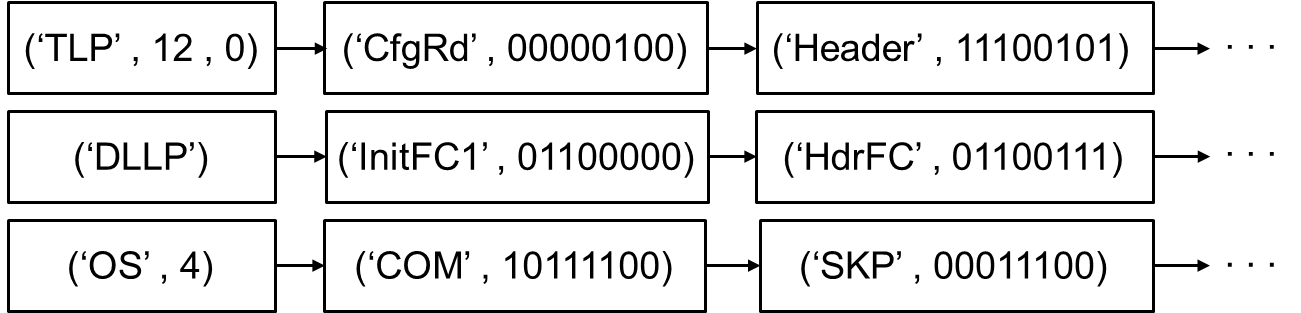 (‘TLP’ , 12 , 0) (‘CfgRd’ , 00000100) (‘Header’ , 11100101) · · ·
(‘DLLP’) (‘InitFC1’ , 01100000) (‘HdrFC’ , 01100111) · · ·
(‘OS’ , 4) (‘COM’ , 10111100) (‘SKP’ , 00011100) · · ·